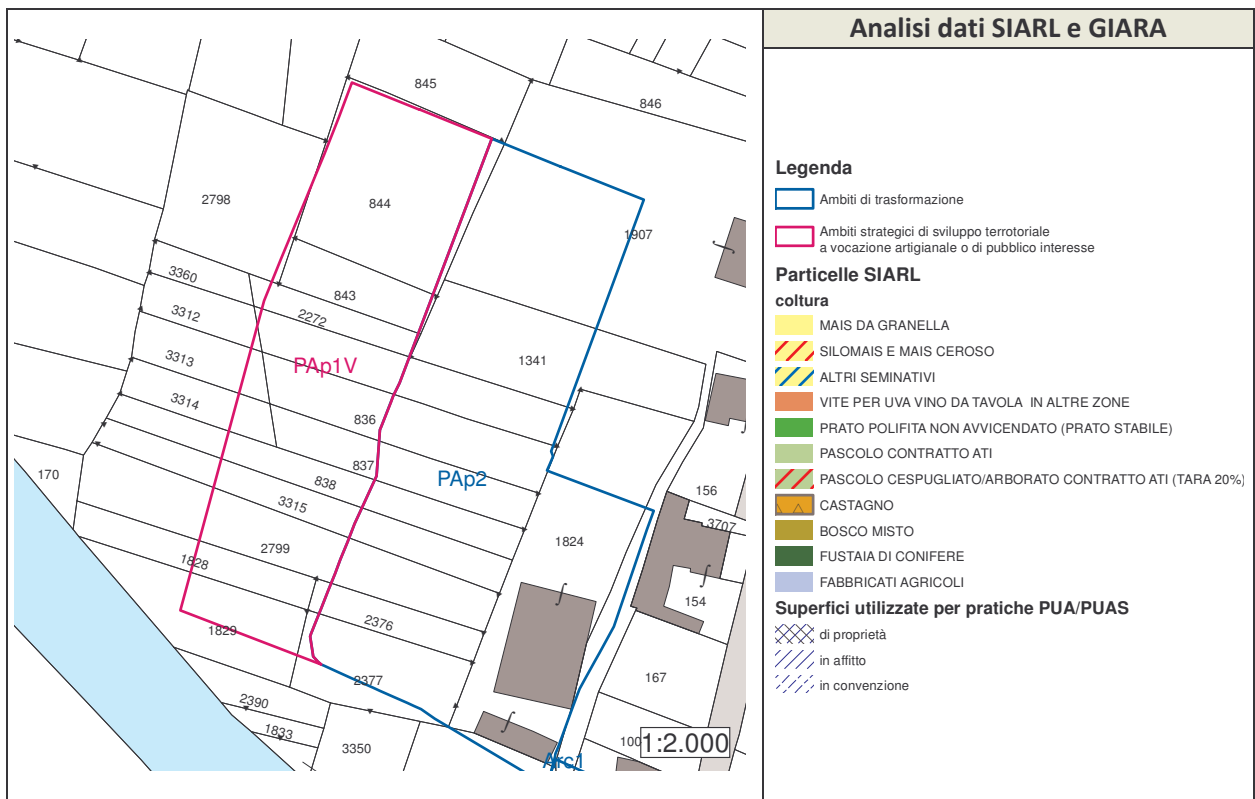 Analisi dati SIARL e GIARA
845
846
2798
844
1907
3360
843
3312
2272
3313
PAp1V
1341
3314
836
837
PAp2
170
838
3315
156
3707
2799
1824
1828
154
1829
2376
2377
167
2390
1833
3350
100
1:2.000
Arc1
Legenda
Ambiti di trasformazione
Ambiti strategici di sviluppo terrotoriale
a vocazione artigianale o di pubblico interesse
Particelle SIARL
coltura
MAIS DA GRANELLA
SILOMAIS E MAIS CEROSO
ALTRI SEMINATIVI
VITE PER UVA VINO DA TAVOLA IN ALTRE ZONE
PRATO POLIFITA NON AVVICENDATO (PRATO STABILE)
PASCOLO CONTRATTO ATI
PASCOLO CESPUGLIATO/ARBORATO CONTRATTO ATI (TARA 20%)
CASTAGNO
BOSCO MISTO
FUSTAIA DI CONIFERE
FABBRICATI AGRICOLI
Superfici utilizzate per pratiche PUA/PUAS
di proprietà
in affitto
in convenzione